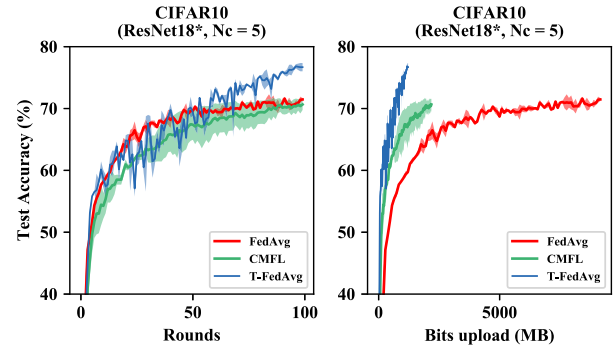 CIFAR10
(ResNet18*, Nc = 5)
80
70
60
50
40
Test Accuracy (%)
0
50
100
Rounds
FedAvg
CMFL
T-FedAvg
CIFAR10
(ResNet18*, Nc = 5)
80
70
60
50
40
0
5000
Bits upload (MB)
FedAvg
CMFL
T-FedAvg